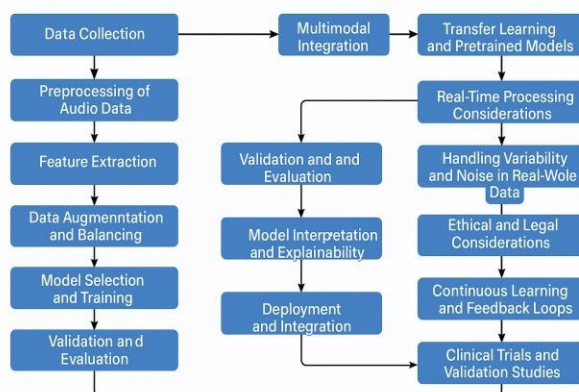 Data Collection
Preprocessing of
Audio Data
Feature Extraction
Data Augmenntation
and Balancing
Model Selection
and Training
Validation and
Evaluation
Multimodal
Integration
Validation and and
Evaluation
Model Interpretation
and Explainability
Deployment
and Integration
Transfer Learning
and Pretrained Models
Real-Time Processing
Considerations
Handling Variability
and Noise in Real-Wole
Data
Ethical and Legal
Considerations
Continuous Learning
and Feedback Loops
Clinical Trials and
Validation Studies